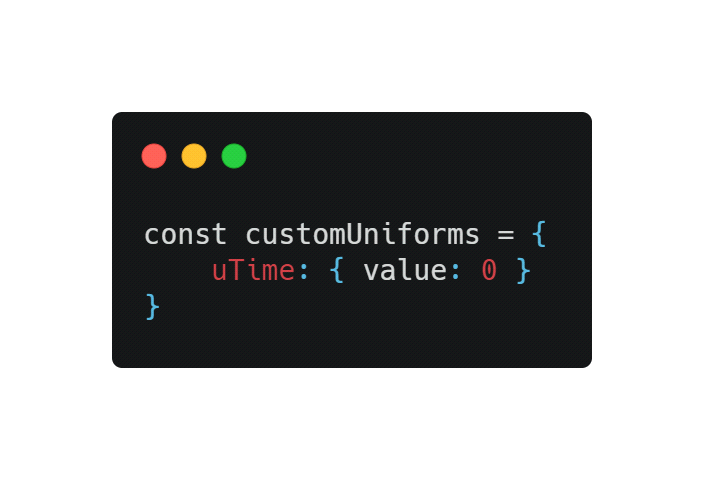 const customUniforms = {
    uTime: { value: 0 }
}